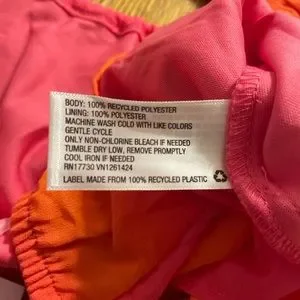 BODY: 100% RECYCLED POLYESTER
LINING: 100% POLYESTER
MACHINE WASH COLD WITH LIKE COLORS
GENTLE CYCLE
ONLY NON-CHLORINE BLEACH IF NEEDED
TUMBLE DRY LOW, REMOVE PROMPTLY
COOL IRON IF NEEDED
RN17730 VN1261424
LABEL MADE FROM 100% RECYCLED PLASTIC